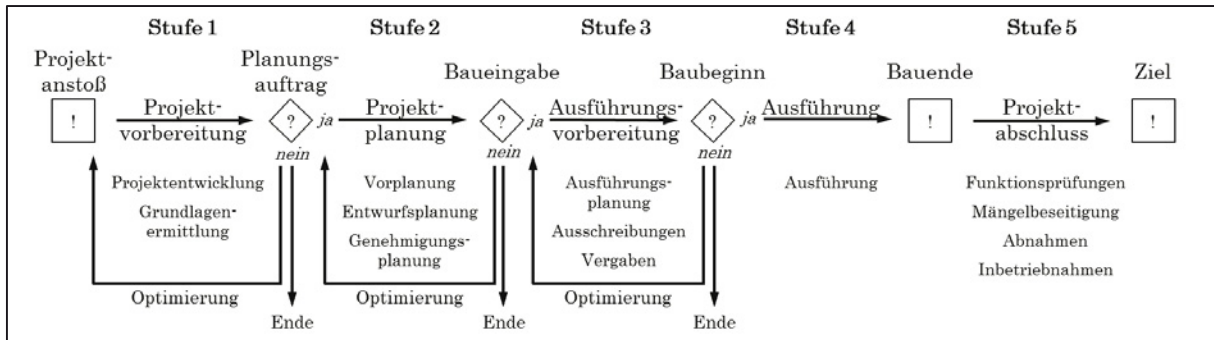 Stufe 1 Stufe 2 Stufe 3 Stufe 4 Stufe 5
Projekt-
anstoß
!
Projekt-
vorbereitung
Projektentwicklung
Grundlagen-
ermittlung
Optimierung
Planungs-
auftrag
?
ja
nein
Ende
Projekt-
planung
Vorplanung
Entwurfsplanung
Genehmigungs-
planung
Optimierung
Baueingabe
?
ja
nein
Ende
Ausführungs-
vorbereitung
Ausführungs-
planung
Ausschreibungen
Vergaben
Optimierung
Baubeginn
?
ja
nein
Ende
Ausführung
Ausführung
Bauende
!
Projekt-
abschluss
Funktionsprüfungen
Mängelbeseitigung
Abnahmen
Inbetriebnahmen
Ziel
!